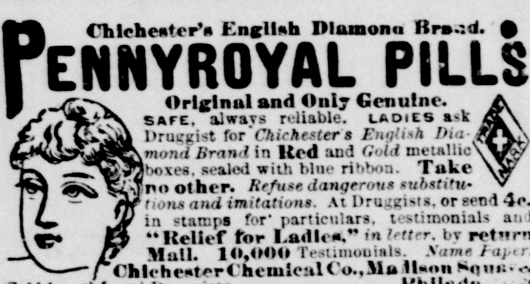 Chichester's English Diamond Brand.
PENNYROYAL PILLS
Original and Only Genuine.
SAFE, always reliable. LADIES ask
Druggist for Chichester's English Dia-
mond Brand in Red and Gold metallic
boxes, sealed with blue ribbon. Take
no other. Refuse dangerous substitu-
tions and imitations. At Druggists, or send 4c.
in stamps for particulars, testimonials and
"Relief for Ladies," in letter, by return
Mail. 10,000 Testimonials. Name Paper.
Chichester Chemical Co., Madison Square,
TRADE MARK